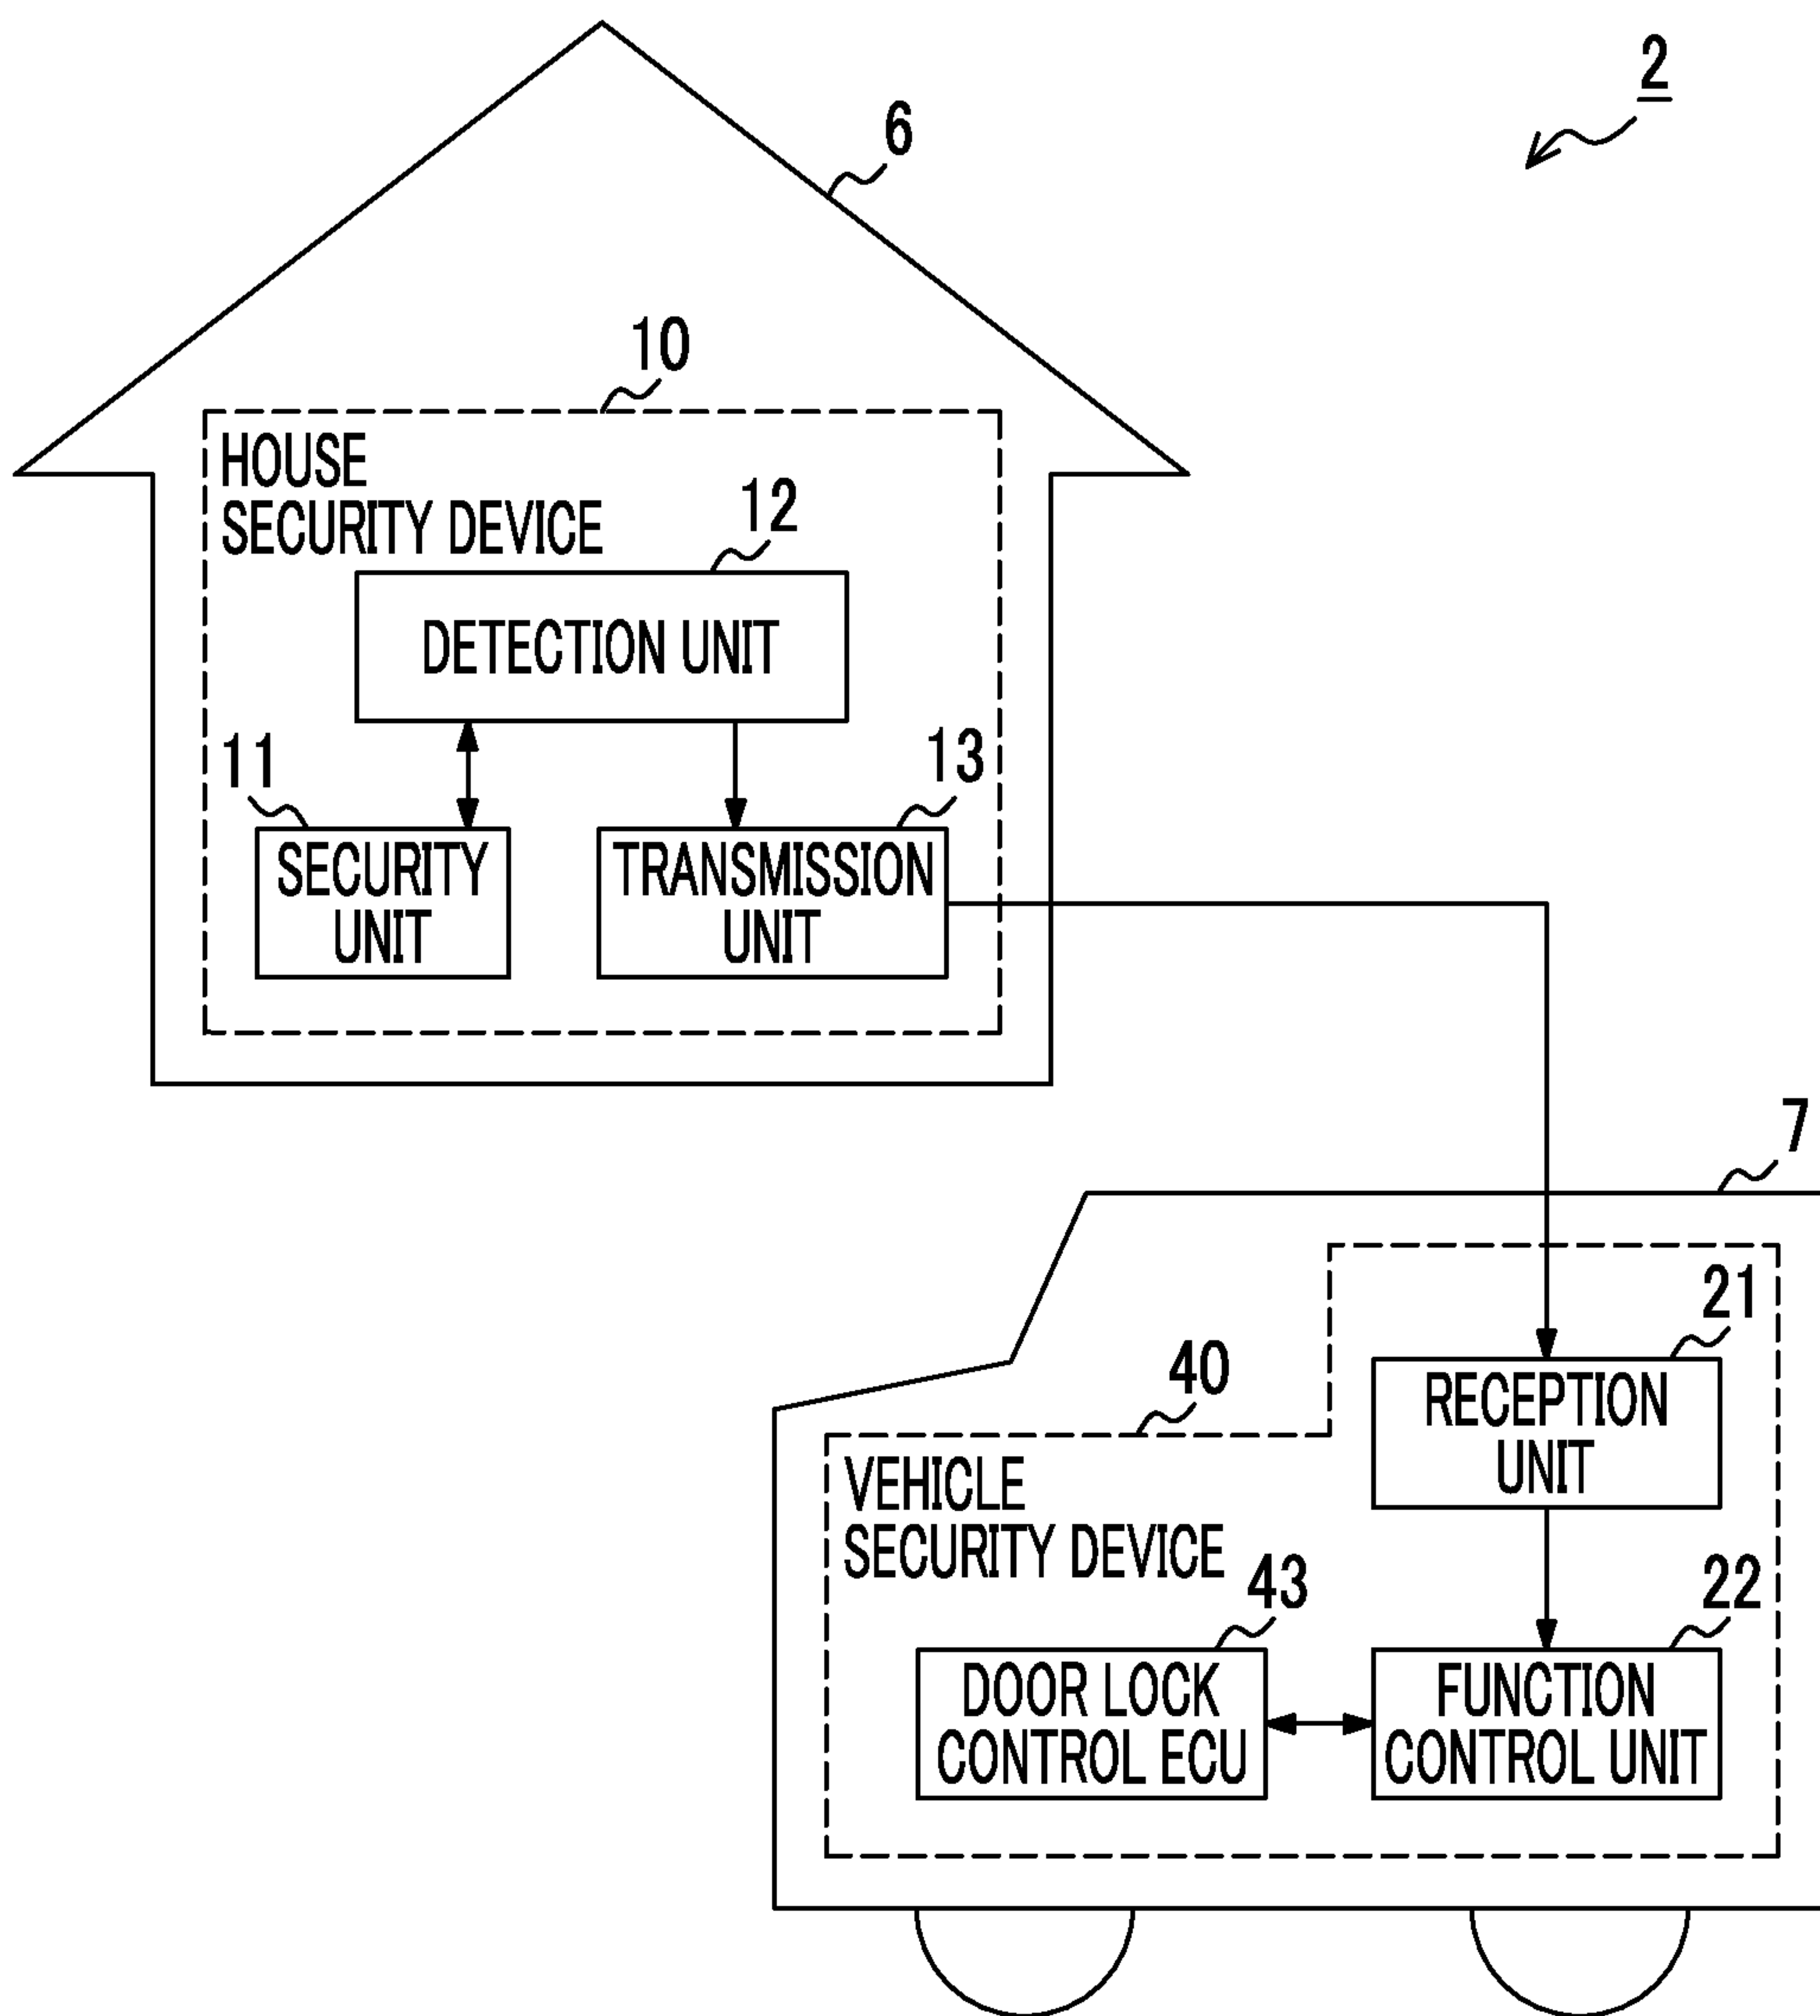 2
6
10
HOUSE
SECURITY DEVICE
12
DETECTION UNIT
11
13
SECURITY
UNIT
TRANSMISSION
UNIT
7
21
40
RECEPTION
UNIT
VEHICLE
SECURITY DEVICE
43
22
DOOR LOCK
CONTROL ECU
FUNCTION
CONTROL UNIT